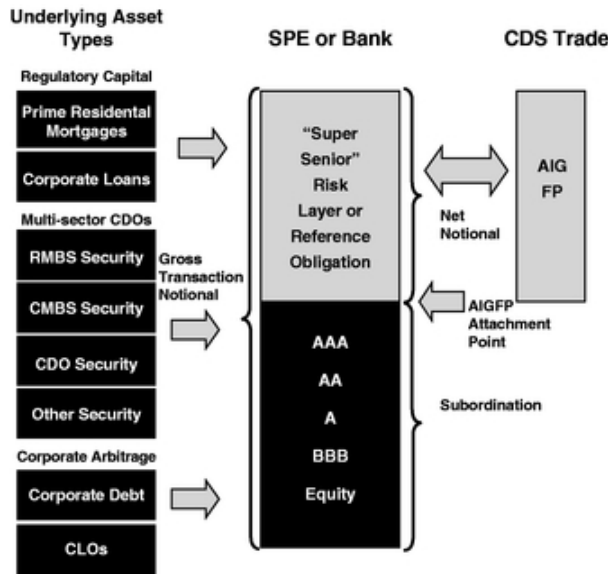 Underlying Asset
Types
SPE or Bank
CDS Trade
Regulatory Capital
Prime Residental
Mortgages
Corporate Loans
Multi-sector CDOs
RMBS Security
CMBS Security
CDO Security
Other Security
Corporate Arbitrage
Corporate Debt
CLOs
Gross
Transaction
Notional
“Super
Senior”
Risk
Layer or
Reference
Obligation
AAA
AA
A
BBB
Equity
Net
Notional
AIGFP
Attachment
Point
Subordination
AIG
FP